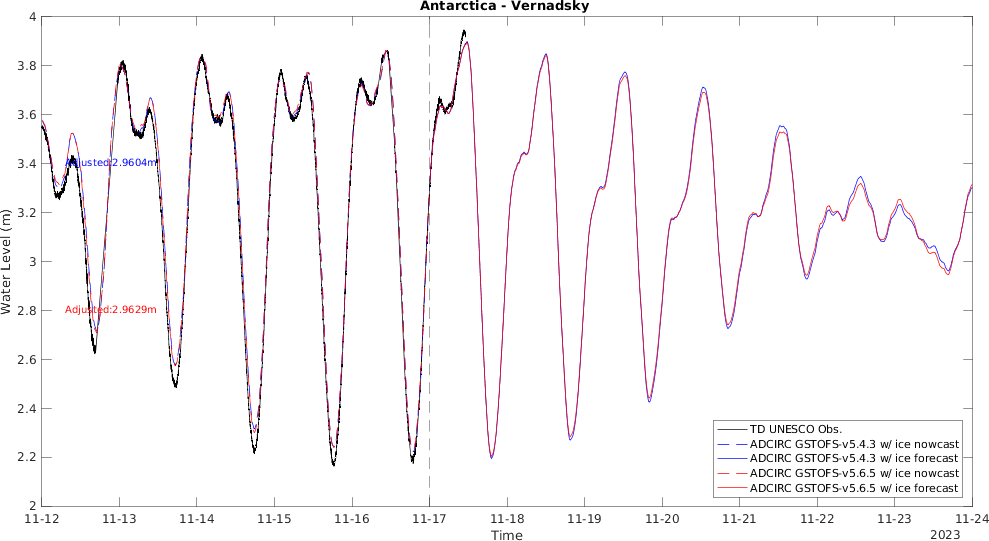 Antarctica - Vernadsky
Water Level (m)
4
3.8
3.6
3.4
3.2
3
2.8
2.6
2.4
2.2
2
Adjusted:2.9604m
Adjusted:2.9629m
TD UNESCO Obs.
ADCIRC GSTOFS-v5.4.3 w/ ice nowcast
ADCIRC GSTOFS-v5.4.3 w/ ice forecast
ADCIRC GSTOFS-v5.6.5 w/ ice nowcast
ADCIRC GSTOFS-v5.6.5 w/ ice forecast
11-12 11-13 11-14 11-15 11-16 11-17 11-18 11-19 11-20 11-21 11-22 11-23 11-24
Time
2023